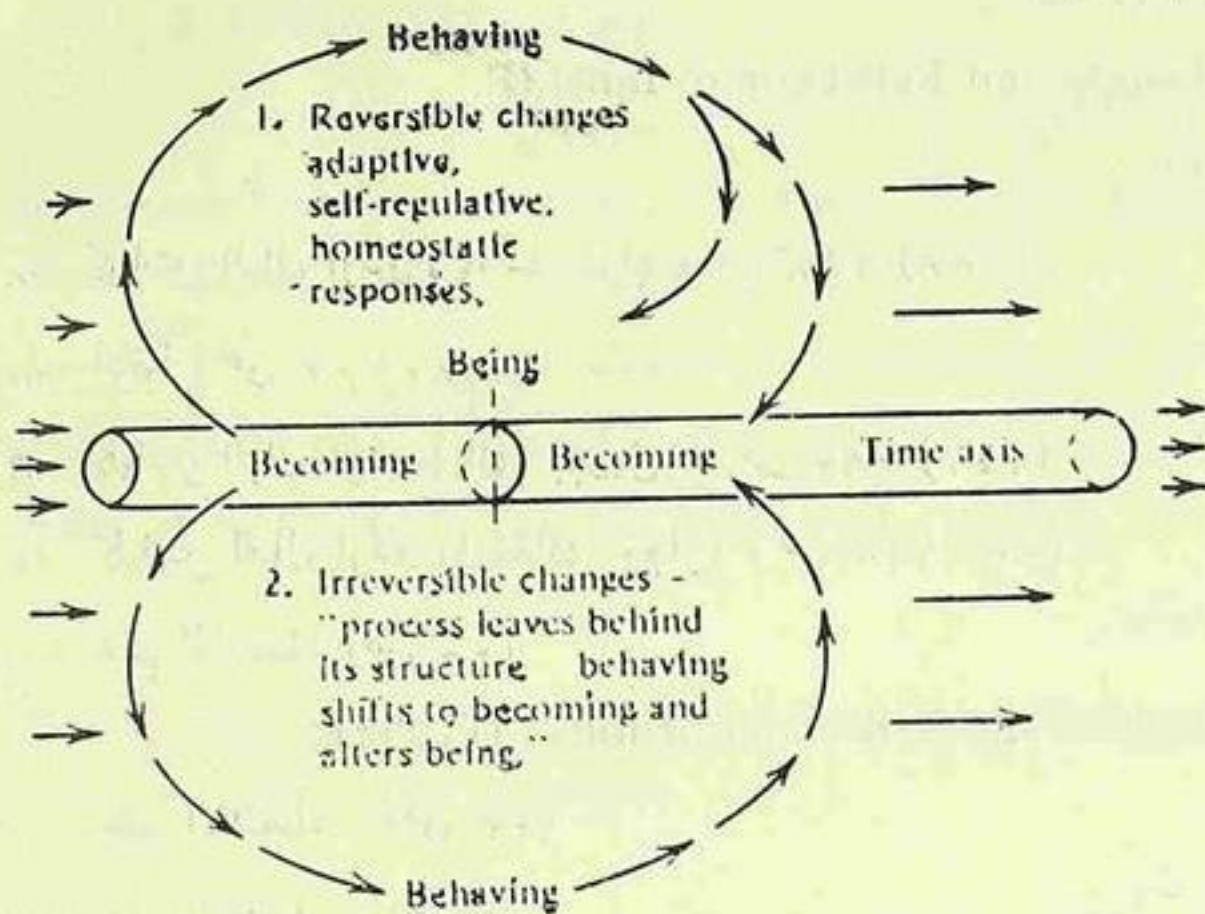 Behaving
1. Reversible changes
adaptive,
self-regulative,
homeostatic
responses.
Being
Becoming
Becoming
Time axis
2. Irreversible changes -
"process leaves behind
its structure behaving
shifts to becoming and
alters being."
Behaving